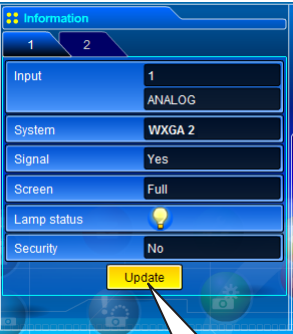 Information
1 2
Input 1
ANALOG
System WXGA 2
Signal Yes
Screen Full
Lamp status
Security No
Update